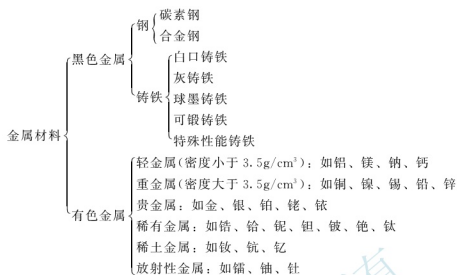 碳素钢
钢
合金钢
黑色金属
白口铸铁
灰铸铁
铸铁
球墨铸铁
可锻铸铁
特殊性能铸铁
金属材料
轻金属(密度小于3.5g/cm³)：如铝、镁、钠、钙
重金属(密度大于3.5g/cm³)：如铜、镍、锡、铅、锌
有色金属
贵金属：如金、银、铂、铑、铱
稀有金属：如锆、铪、铌、钽、铍、铯、钛
稀土金属：如钕、钪、钇
放射性金属：如镭、铀、钍